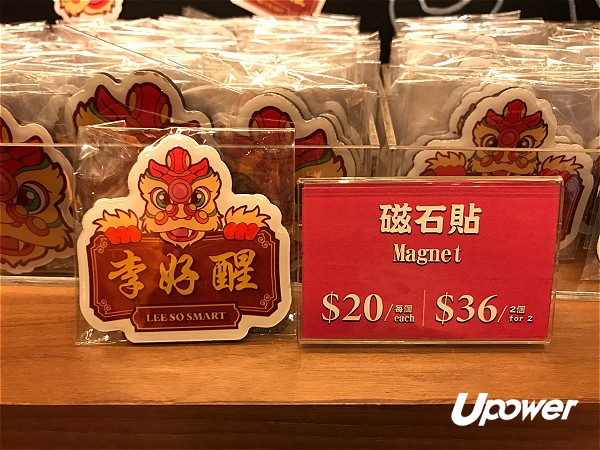 李好醒
LEE SO SMART
磁石貼
Magnet
$20/每個 each
$36/2個 for 2
Upower